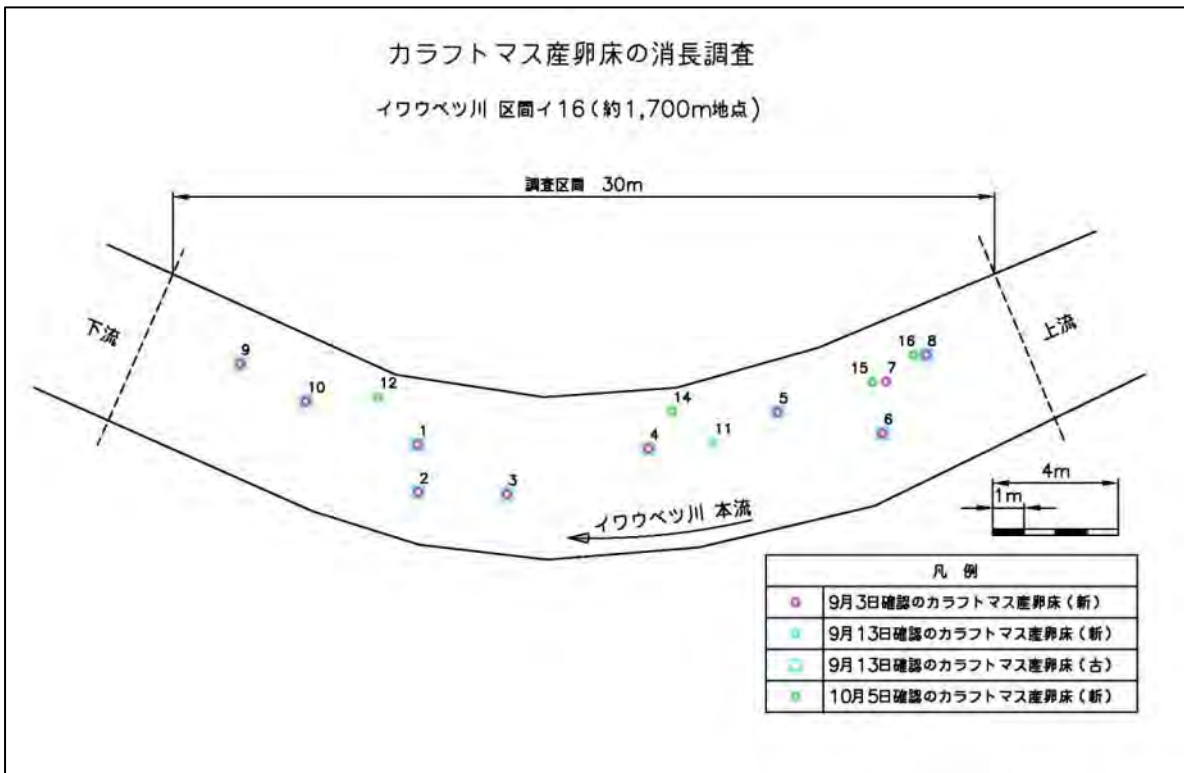 カラフトマス産卵床の消長調査
イワウベツ川 区間イ16(約1,700m地点)
調査区間 30m
下流
上流
9
10
12
1
2
3
4
14
11
5
15
7
16
8
6
イワウベツ川 本流
4m
1m
凡 例
9月3日確認のカラフトマス産卵床(新)
9月13日確認のカラフトマス産卵床(新)
9月13日確認のカラフトマス産卵床(古)
10月5日確認のカラフトマス産卵床(新)